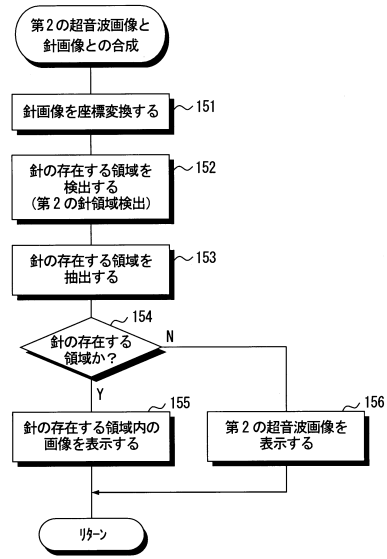 第2の超音波画像と
針画像との合成
針画像を座標変換する
151
針の存在する領域を
検出する
(第2の針領域検出)
152
針の存在する領域を
抽出する
153
針の存在する
領域か?
154
N
Y
針の存在する領域内の
画像を表示する
155
第2の超音波画像を
表示する
156
リターン